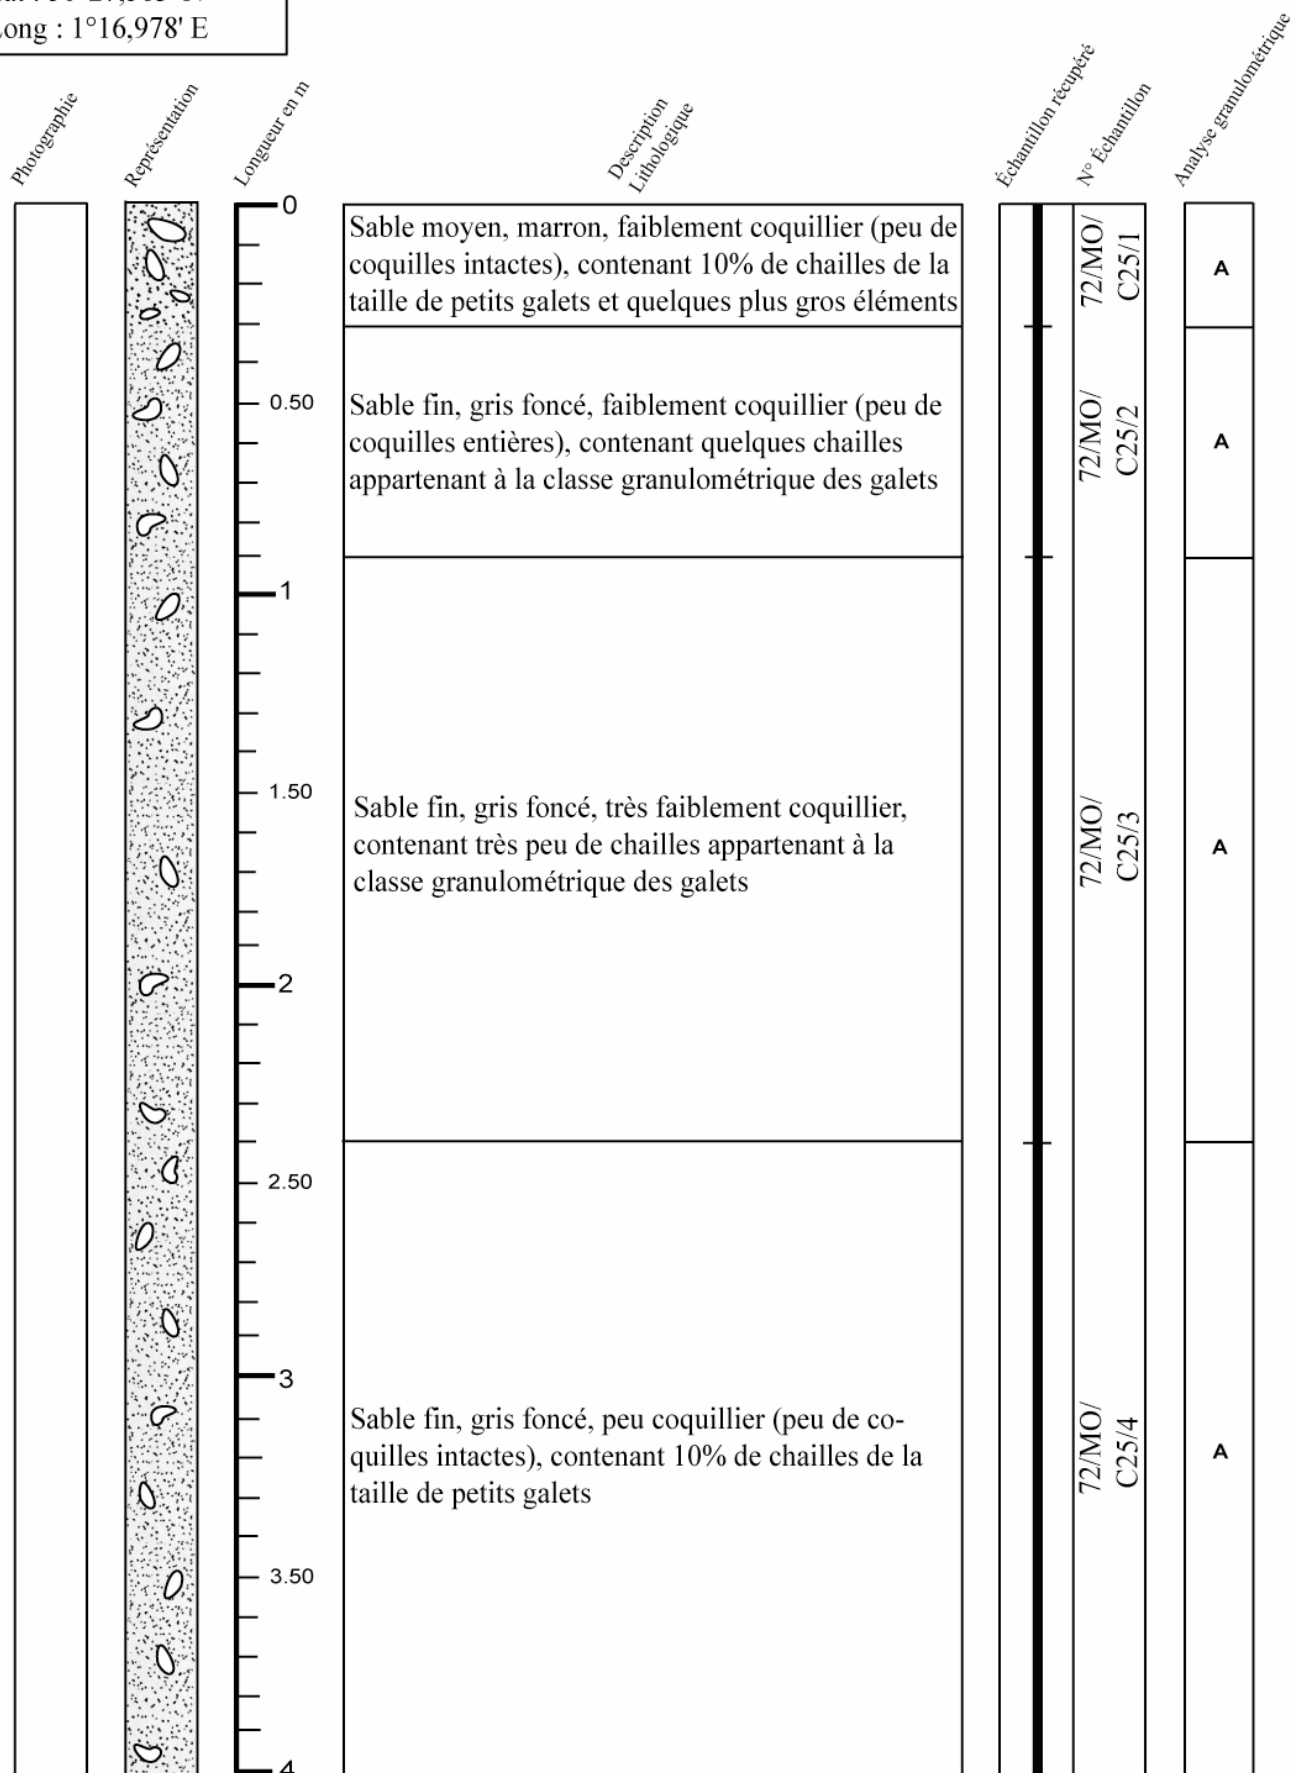 Long : 1°16,978' E
Photographie
Représentation
Longueur en m
Description
Lithologique
Échantillon récupéré
N° Échantillon
Analyse granulométrique
0
Sable moyen, marron, faiblement coquillier (peu de
coquilles intactes), contenant 10% de chailles de la
taille de petits galets et quelques plus gros éléments
72/MO/
C25/1
A
0.50
Sable fin, gris foncé, faiblement coquillier (peu de
coquilles entières), contenant quelques chailles
appartenant à la classe granulométrique des galets
72/MO/
C25/2
A
1
1.50
Sable fin, gris foncé, très faiblement coquillier,
contenant très peu de chailles appartenant à la
classe granulométrique des galets
72/MO/
C25/3
A
2
2.50
3
Sable fin, gris foncé, peu coquillier (peu de co-
quilles intactes), contenant 10% de chailles de la
taille de petits galets
72/MO/
C25/4
A
3.50
4